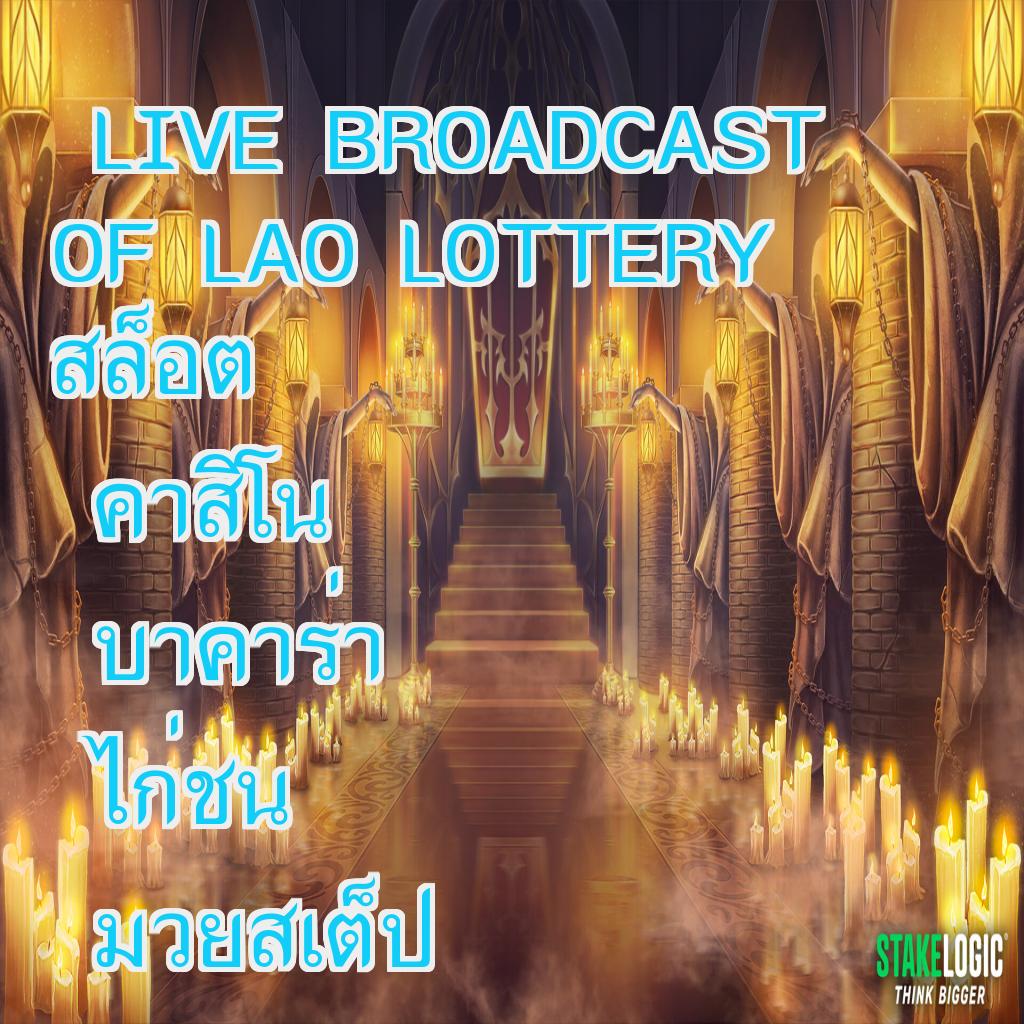 LIVE BROADCAST
OF LAO LOTTERY
สล็อต
คาสิโน
บาคาร่า
ไก่ชน
มวยสเต็ป
STAKELOGIC
THINK BIGGER